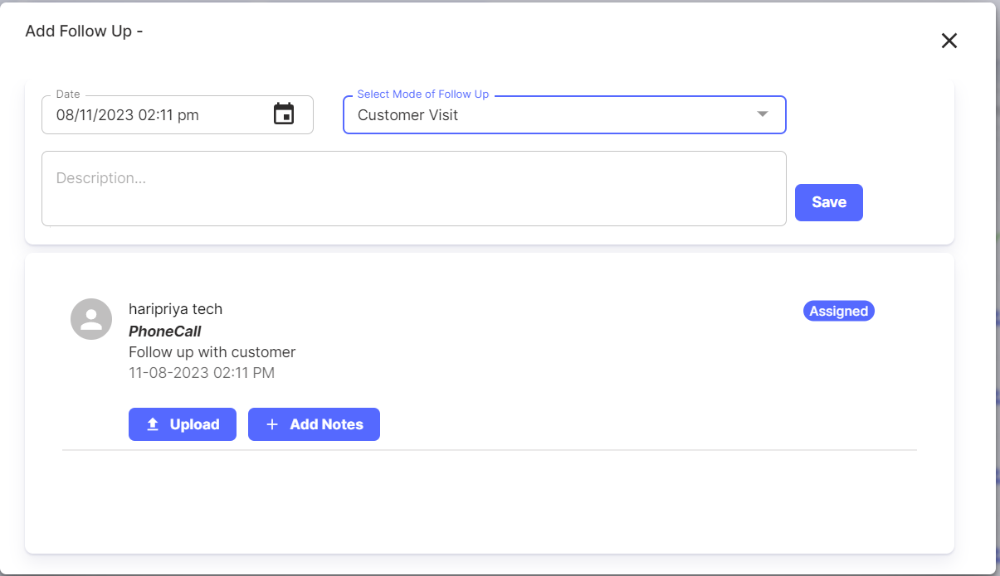 Add Follow Up -
Date
08/11/2023 02:11 pm
Select Mode of Follow Up
Customer Visit
Description...
Save
haripriya tech
Assigned
PhoneCall
Follow up with customer
11-08-2023 02:11 PM
Upload
Add Notes